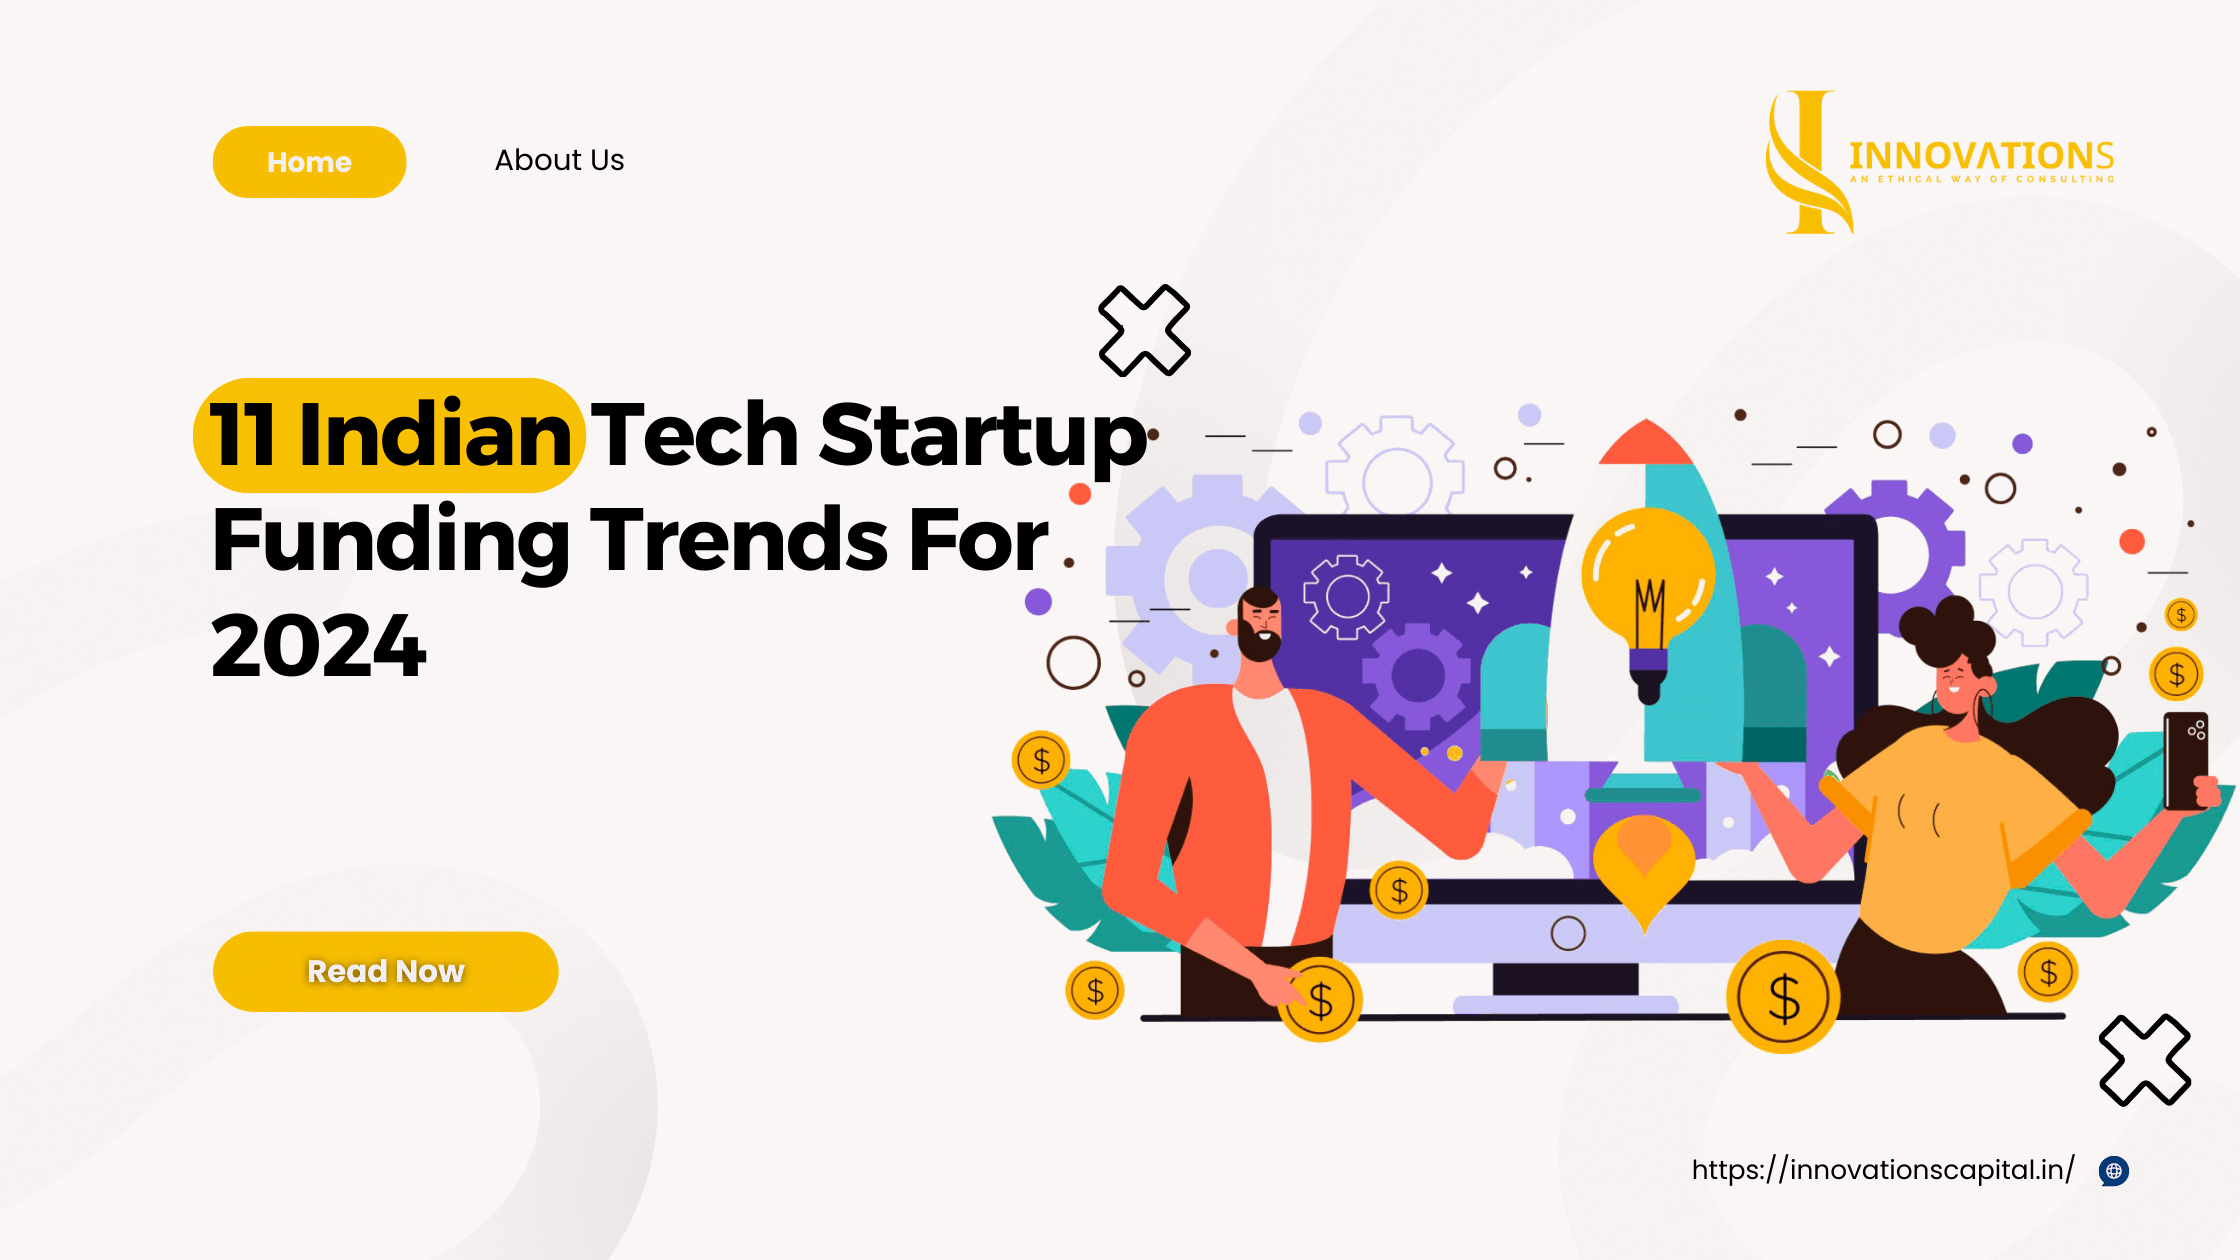 Home
About Us
INNOVATIONS
AN ETHICAL WAY OF CONSULTING
11 Indian Tech Startup
Funding Trends For
2024
Read Now
https://innovationscapital.in/